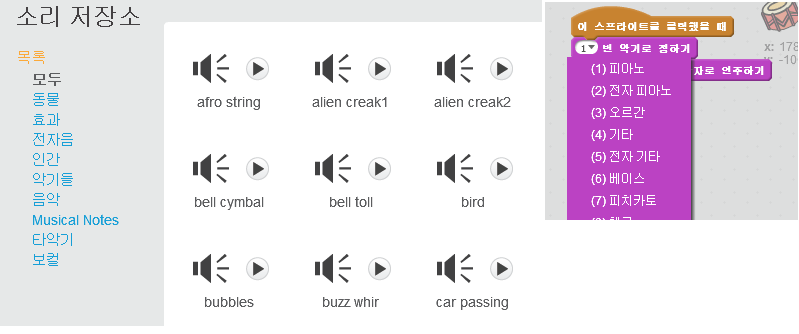 소리 저장소
목록
모두
동물
효과
전자음
인간
악기들
음악
Musical Notes
타악기
보컬
afro string
alien creak1
alien creak2
bell cymbal
bell toll
bird
bubbles
buzz whir
car passing
이 스프라이트를 클릭했을 때
1 번 악기로 정하기
자로 연주하기
(1) 피아노
(2) 전자 피아노
(3) 오르간
(4) 기타
(5) 전자 기타
(6) 베이스
(7) 피치카토
x: 178
y: -10